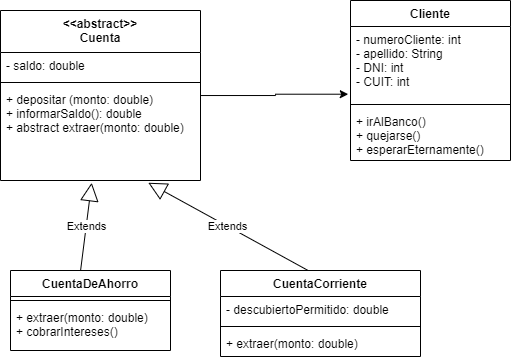 <<abstract>>
Cuenta
- saldo: double
+ depositar (monto: double)
+ informarSaldo(): double
+ abstract extraer(monto: double)
Cliente
- numeroCliente: int
- apellido: String
- DNI: int
- CUIT: int
+ irAlBanco()
+ quejarse()
+ esperarEternamente()
Extends
Extends
CuentaDeAhorro
+ extraer(monto: double)
+ cobrarIntereses()
CuentaCorriente
- descubiertoPermitido: double
+ extraer(monto: double)